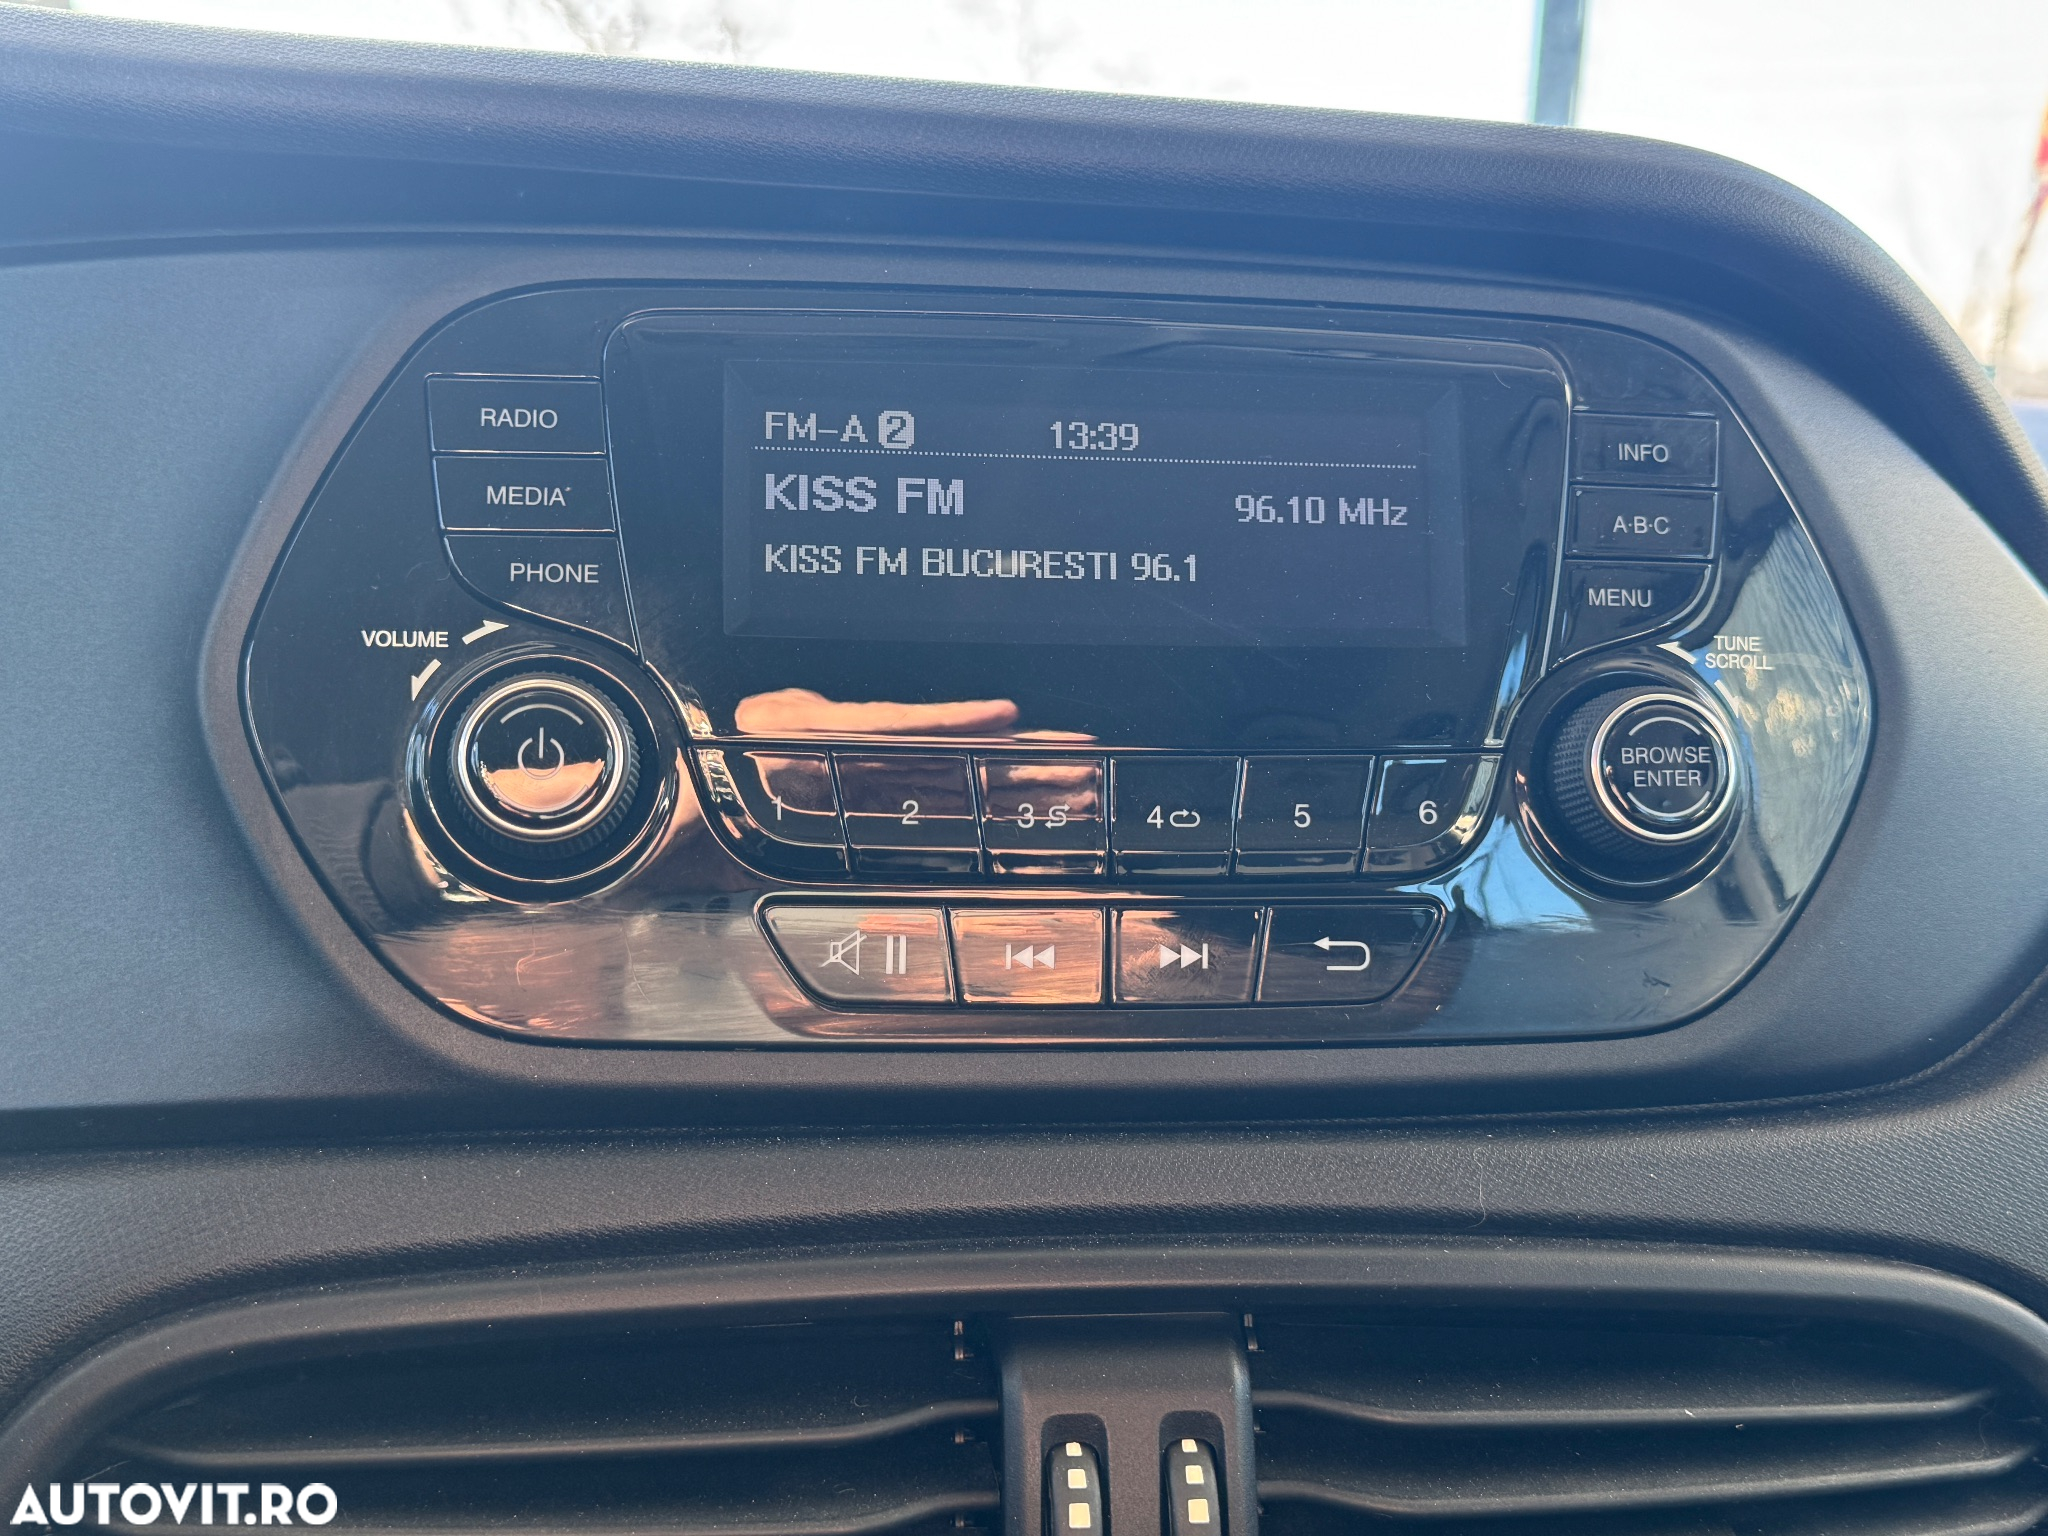 FM-A 2 13:39
KISS FM 96.10 MHz
KISS FM BUCURESTI 96.1
RADIO
MEDIA
PHONE
VOLUME
INFO
A·B·C
MENU
TUNE
SCROLL
BROWSE
ENTER
1 2 3 4 5 6
AUTOVIT.RO